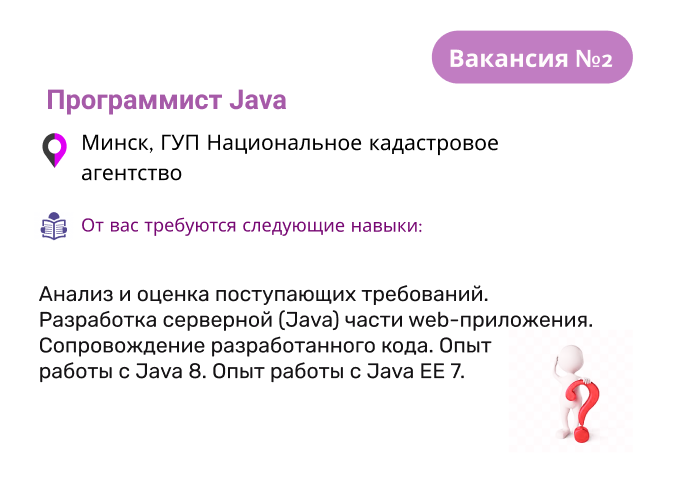 Вакансия №2
Программист Java
Минск, ГУП Национальное кадастровое
агентство
От вас требуются следующие навыки:
Анализ и оценка поступающих требований.
Разработка серверной (Java) части web-приложения.
Сопровождение разработанного кода. Опыт
работы с Java 8. Опыт работы с Java EE 7.